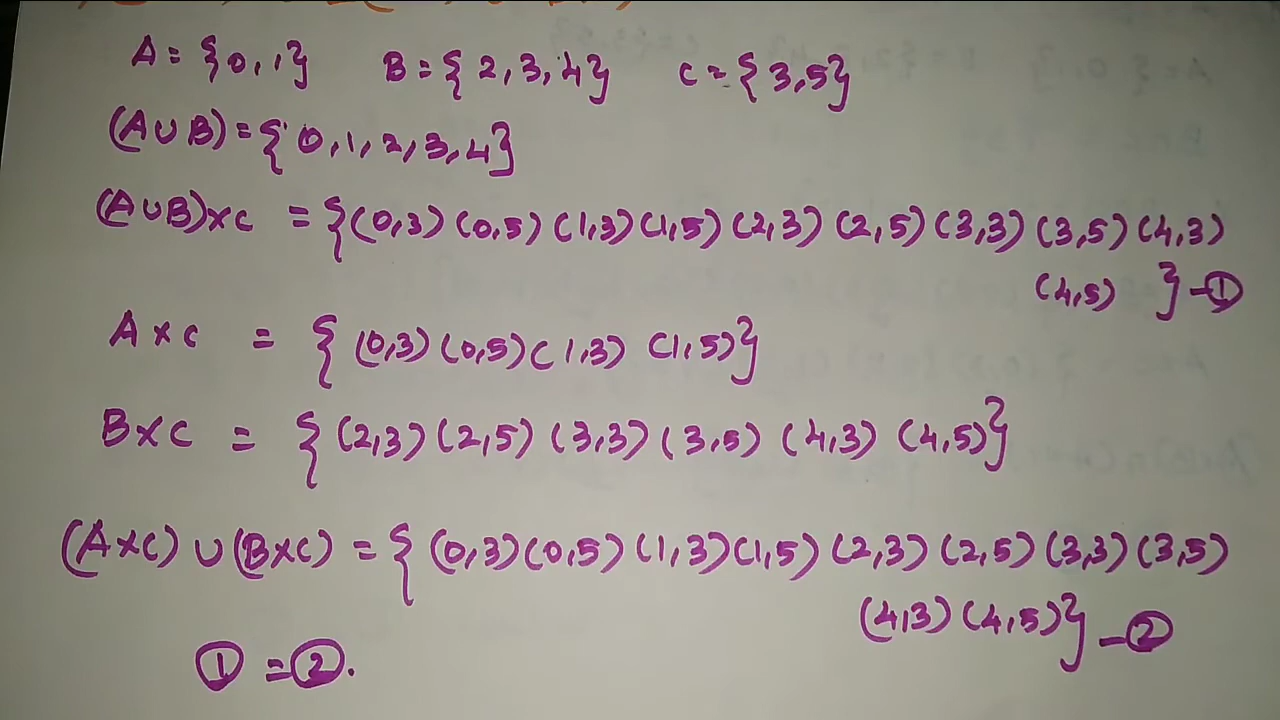 A = {0,1} B = {2,3,4} C = {3,5}
(A∪B) = {0,1,2,3,4}
(A∪B)×C = {(0,3) (0,5) (1,3) (1,5) (2,3) (2,5) (3,3) (3,5) (4,3)
(4,5) } - ①
A×C = {(0,3) (0,5) (1,3) (1,5)}
B×C = {(2,3) (2,5) (3,3) (3,5) (4,3) (4,5)}
(A×C) ∪ (B×C) = {(0,3) (0,5) (1,3) (1,5) (2,3) (2,5) (3,3) (3,5)
(4,3) (4,5)} - ②
① = ②.